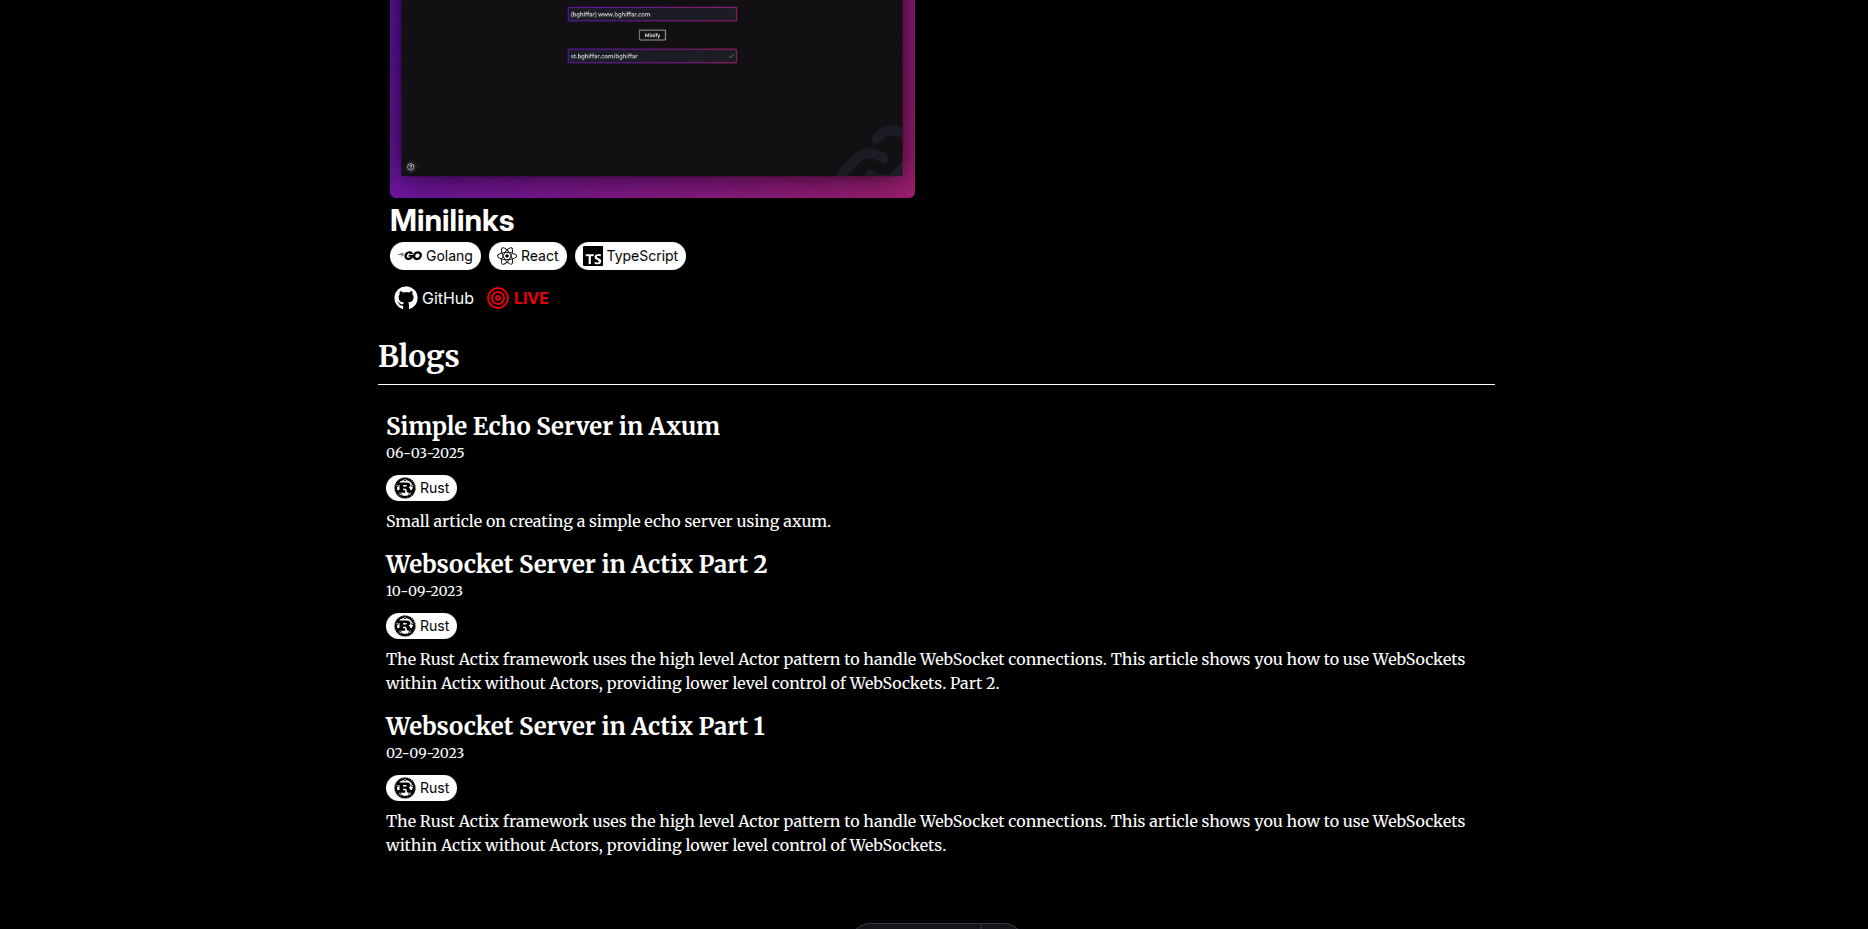 [bghiffar] www.bghiffar.com
Minify
st.bghiffar.com/bghiffar
Minilinks
GO Golang React TS TypeScript
GitHub LIVE
Blogs
Simple Echo Server in Axum
06-03-2025
R Rust
Small article on creating a simple echo server using axum.
Websocket Server in Actix Part 2
10-09-2023
R Rust
The Rust Actix framework uses the high level Actor pattern to handle WebSocket connections. This article shows you how to use WebSockets
within Actix without Actors, providing lower level control of WebSockets. Part 2.
Websocket Server in Actix Part 1
02-09-2023
R Rust
The Rust Actix framework uses the high level Actor pattern to handle WebSocket connections. This article shows you how to use WebSockets
within Actix without Actors, providing lower level control of WebSockets.